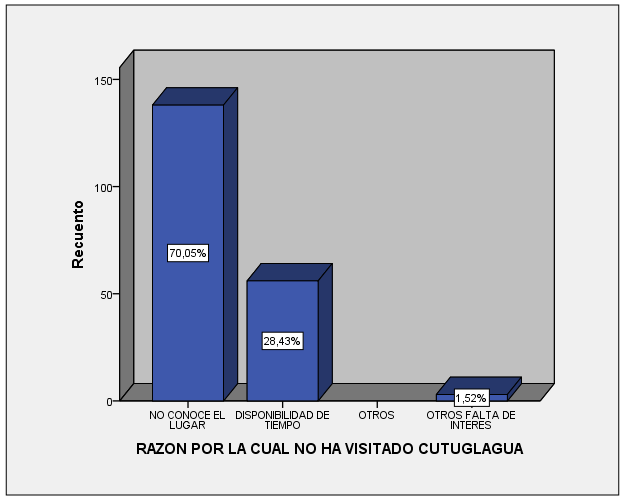 150
100
50
0
Recuento
70,05%
28,43%
1,52%
NO CONOCE EL
LUGAR
DISPONIBILIDAD DE
TIEMPO
OTROS
OTROS FALTA DE
INTERES
RAZON POR LA CUAL NO HA VISITADO CUTUGLAGUA